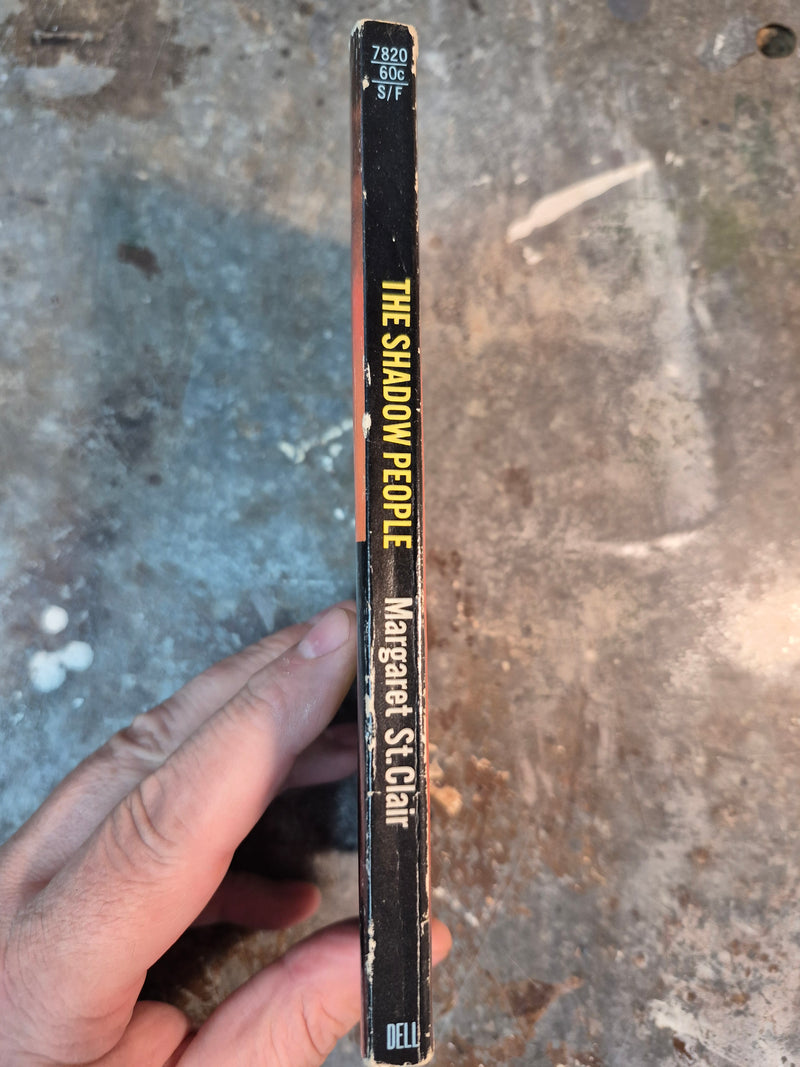 7820
60c
S/F
THE SHADOW PEOPLE
Margaret St.Clair
DELL